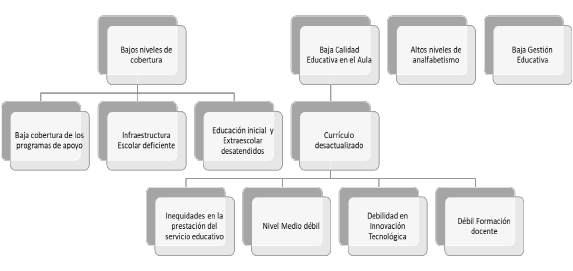 Bajos niveles de
cobertura
Baja Calidad
Educativa en el Aula
Altos niveles de
analfabetismo
Baja Gestión
Educativa
Baja cobertura de los
programas de apoyo
Infraestructura
Escolar deficiente
Educación inicial y
Extraescolar
desatendidos
Currículo
desactualizado
Inequidades en la
prestación del
servicio educativo
Nivel Medio débil
Debilidad en
Innovación
Tecnológica
Débil Formación
docente